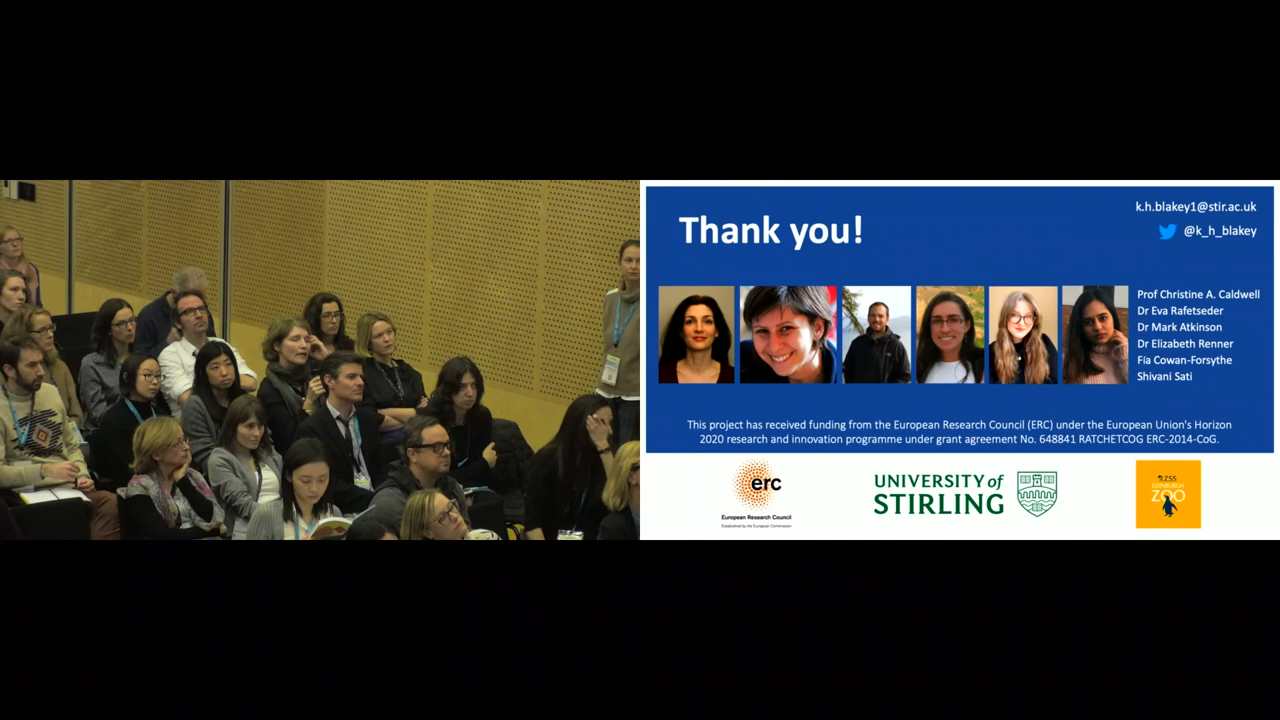 Thank you!
k.h.blakey1@stir.ac.uk
@k_h_blakey
Prof Christine A. Caldwell
Dr Eva Rafetseder
Dr Mark Atkinson
Dr Elizabeth Renner
Fía Cowan-Forsythe
Shivani Sati
This project has received funding from the European Research Council (ERC) under the European Union's Horizon
2020 research and innovation programme under grant agreement No. 648841 RATCHETCOG ERC-2014-CoG.
erc
European Research Council
Established by the European Commission
UNIVERSITY of
STIRLING
RZSS
EDINBURGH
ZOO